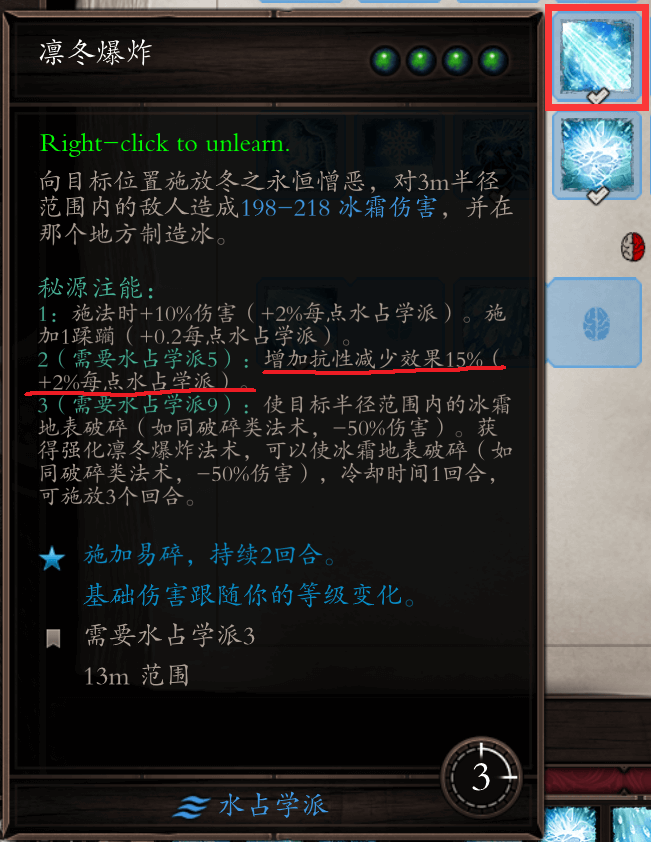 凛冬爆炸
Right-click to unlearn.
向目标位置施放冬之永恒憎恶，对3m半径
范围内的敌人造成198-218 冰霜伤害，并在
那个地方制造冰。
秘源注能：
1：施法时+10%伤害（+2%每点水占学派）。施
加1蹂躏（+0.2每点水占学派）。
2（需要水占学派5）：增加抗性减少效果15%（
+2%每点水占学派）。
3（需要水占学派9）：使目标半径范围内的冰霜
地表破碎（如同破碎类法术，-50%伤害）。获
得强化凛冬爆炸法术，可以使冰霜地表破碎（如
同破碎类法术，-50%伤害），冷却时间1回合，
可施放3个回合。
施加易碎，持续2回合。
基础伤害跟随你的等级变化。
需要水占学派3
13m 范围
3
水占学派